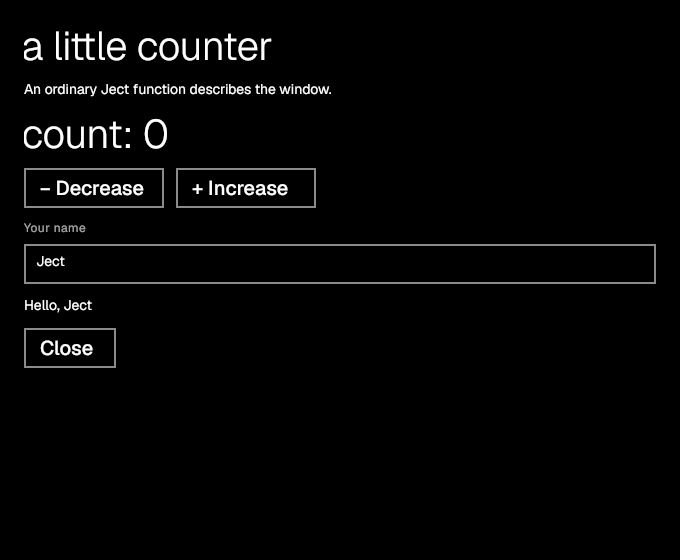 a little counter
An ordinary Ject function describes the window.
count: 0
– Decrease + Increase
Your name
Ject
Hello, Ject
Close